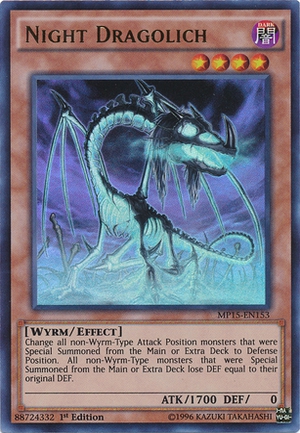 NIGHT DRAGOLICH
DARK
闇
MP15-EN153
[WYRM/EFFECT]
Change all non-Wyrm-Type Attack Position monsters that were
Special Summoned from the Main or Extra Deck to Defense
Position. All non-Wyrm-Type monsters that were Special
Summoned from the Main or Extra Deck lose DEF equal to their
original DEF.
ATK/1700 DEF/ 0
88724332 1st Edition ©1996 KAZUKI TAKAHASHI